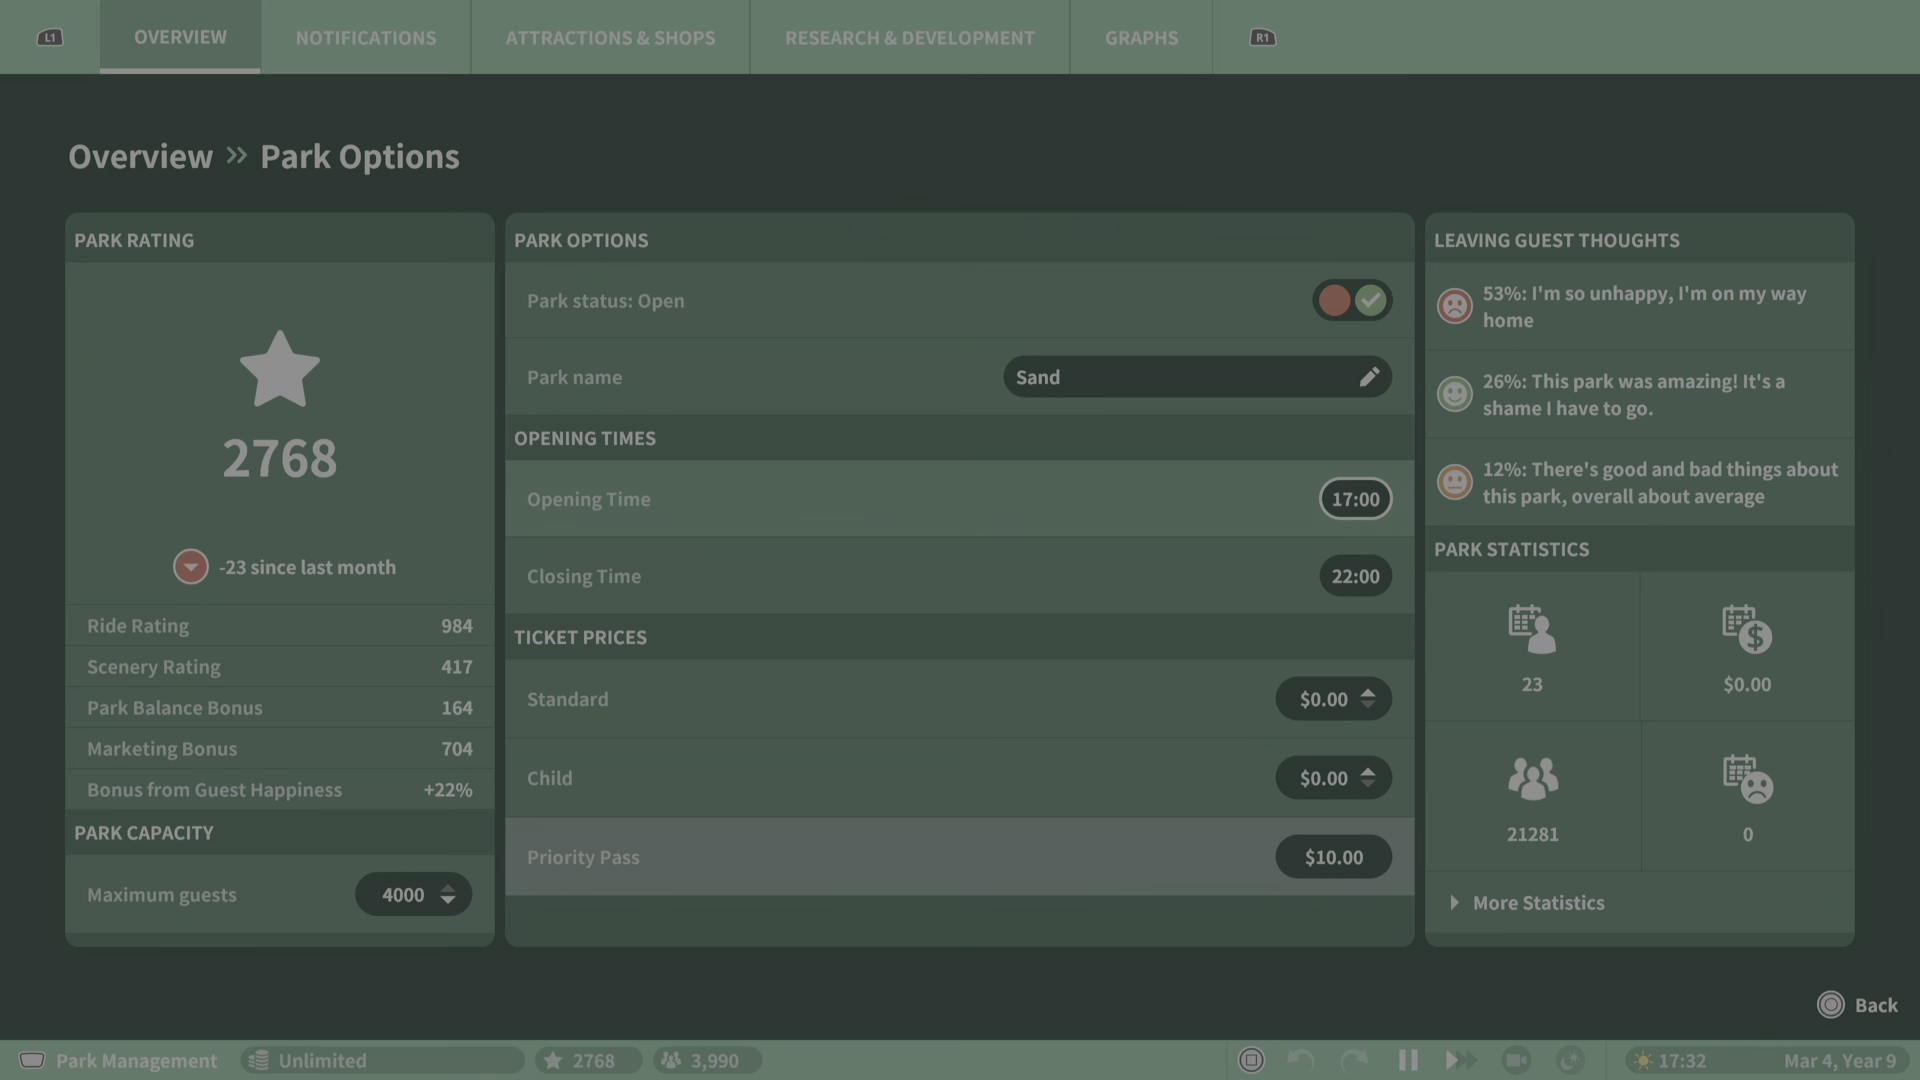 L1
OVERVIEW
NOTIFICATIONS
ATTRACTIONS & SHOPS
RESEARCH & DEVELOPMENT
GRAPHS
R1
Overview » Park Options
PARK RATING
2768
-23 since last month
Ride Rating 984
Scenery Rating 417
Park Balance Bonus 164
Marketing Bonus 704
Bonus from Guest Happiness +22%
PARK CAPACITY
Maximum guests 4000
PARK OPTIONS
Park status: Open
Park name Sand
OPENING TIMES
Opening Time 17:00
Closing Time 22:00
TICKET PRICES
Standard $0.00
Child $0.00
Priority Pass $10.00
LEAVING GUEST THOUGHTS
53%: I'm so unhappy, I'm on my way
home
26%: This park was amazing! It's a
shame I have to go.
12%: There's good and bad things about
this park, overall about average
PARK STATISTICS
23
$0.00
21281
0
More Statistics
Back
Park Management
Unlimited
2768
3,990
17:32
Mar 4, Year 9